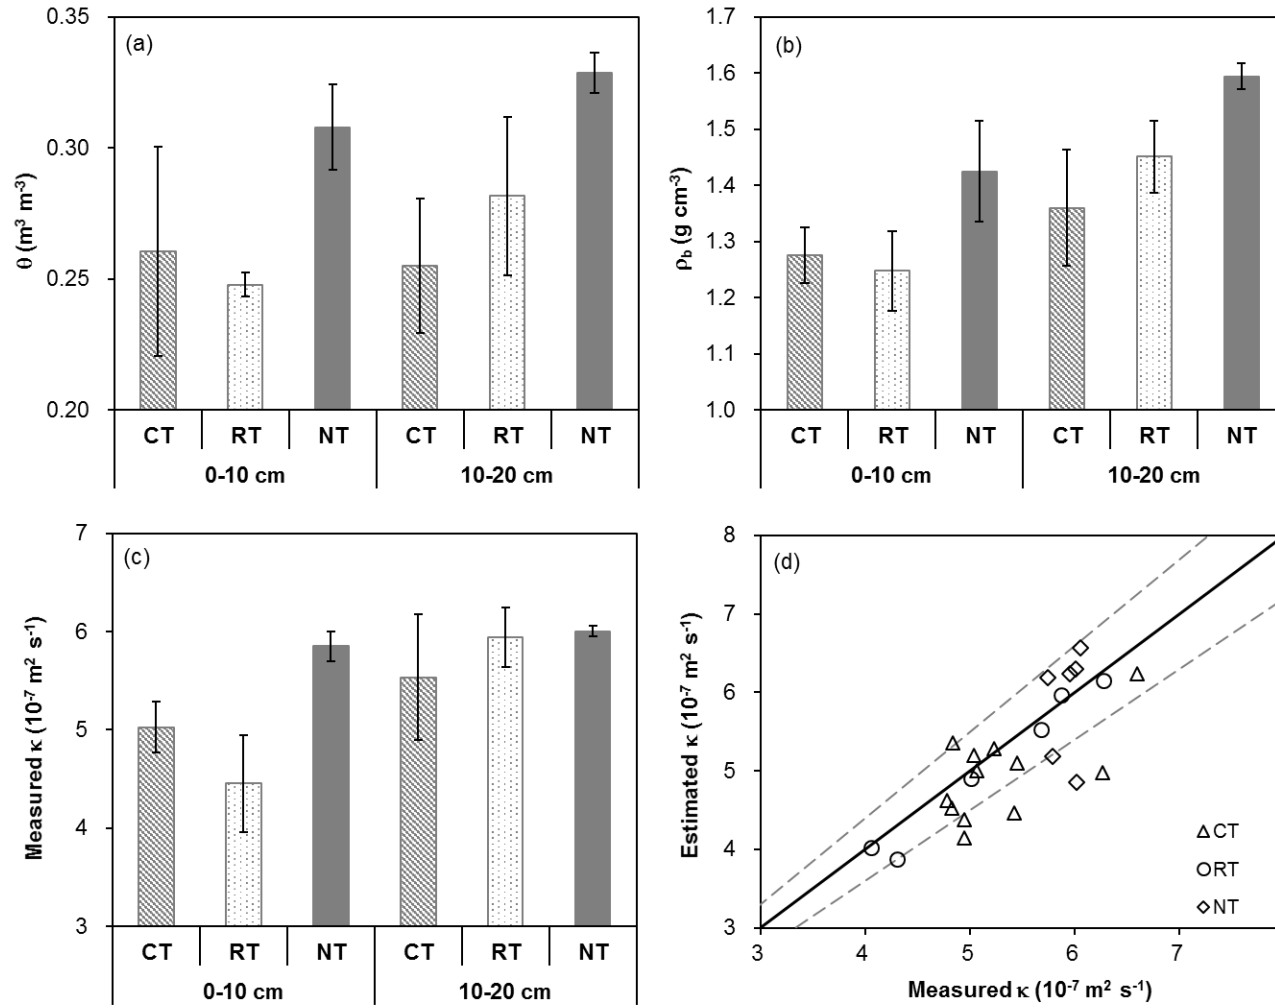 (a)
θ (m³ m⁻³)
0.35
0.30
0.25
0.20
CT RT NT CT RT NT
0-10 cm 10-20 cm
(b)
ρb (g cm⁻³)
1.7
1.6
1.5
1.4
1.3
1.2
1.1
1.0
CT RT NT CT RT NT
0-10 cm 10-20 cm
(c)
Measured κ (10⁻⁷ m² s⁻¹)
7
6
5
4
3
CT RT NT CT RT NT
0-10 cm 10-20 cm
(d)
Estimated κ (10⁻⁷ m² s⁻¹)
8
7
6
5
4
3
CT
RT
NT
3 4 5 6 7
Measured κ (10⁻⁷ m² s⁻¹)